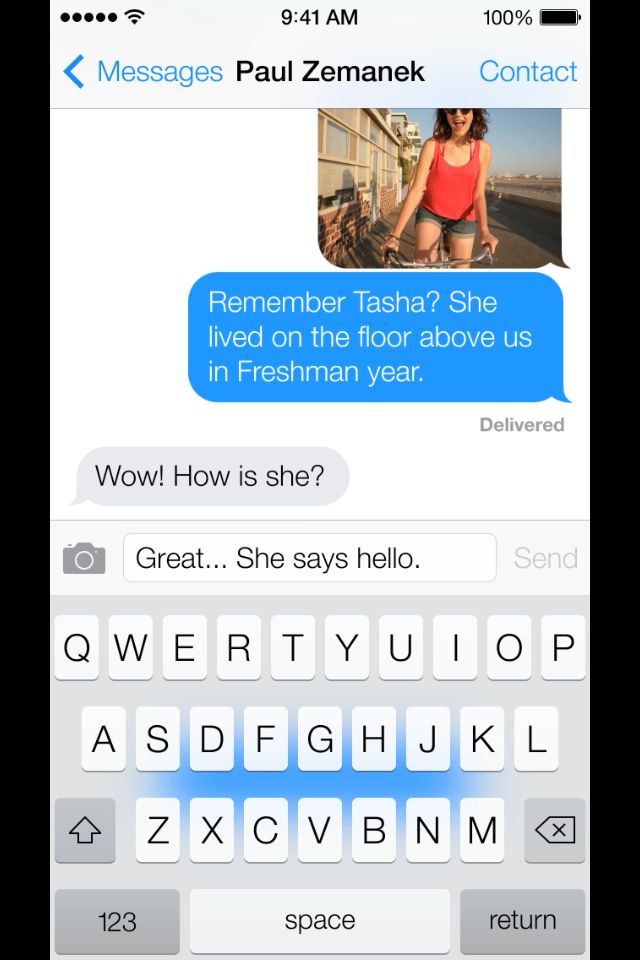 9:41 AM 100%
Messages Paul Zemanek Contact
Remember Tasha? She
lived on the floor above us
in Freshman year.
Delivered
Wow! How is she?
Great... She says hello. Send
Q W E R T Y U I O P
A S D F G H J K L
Z X C V B N M
123 space return